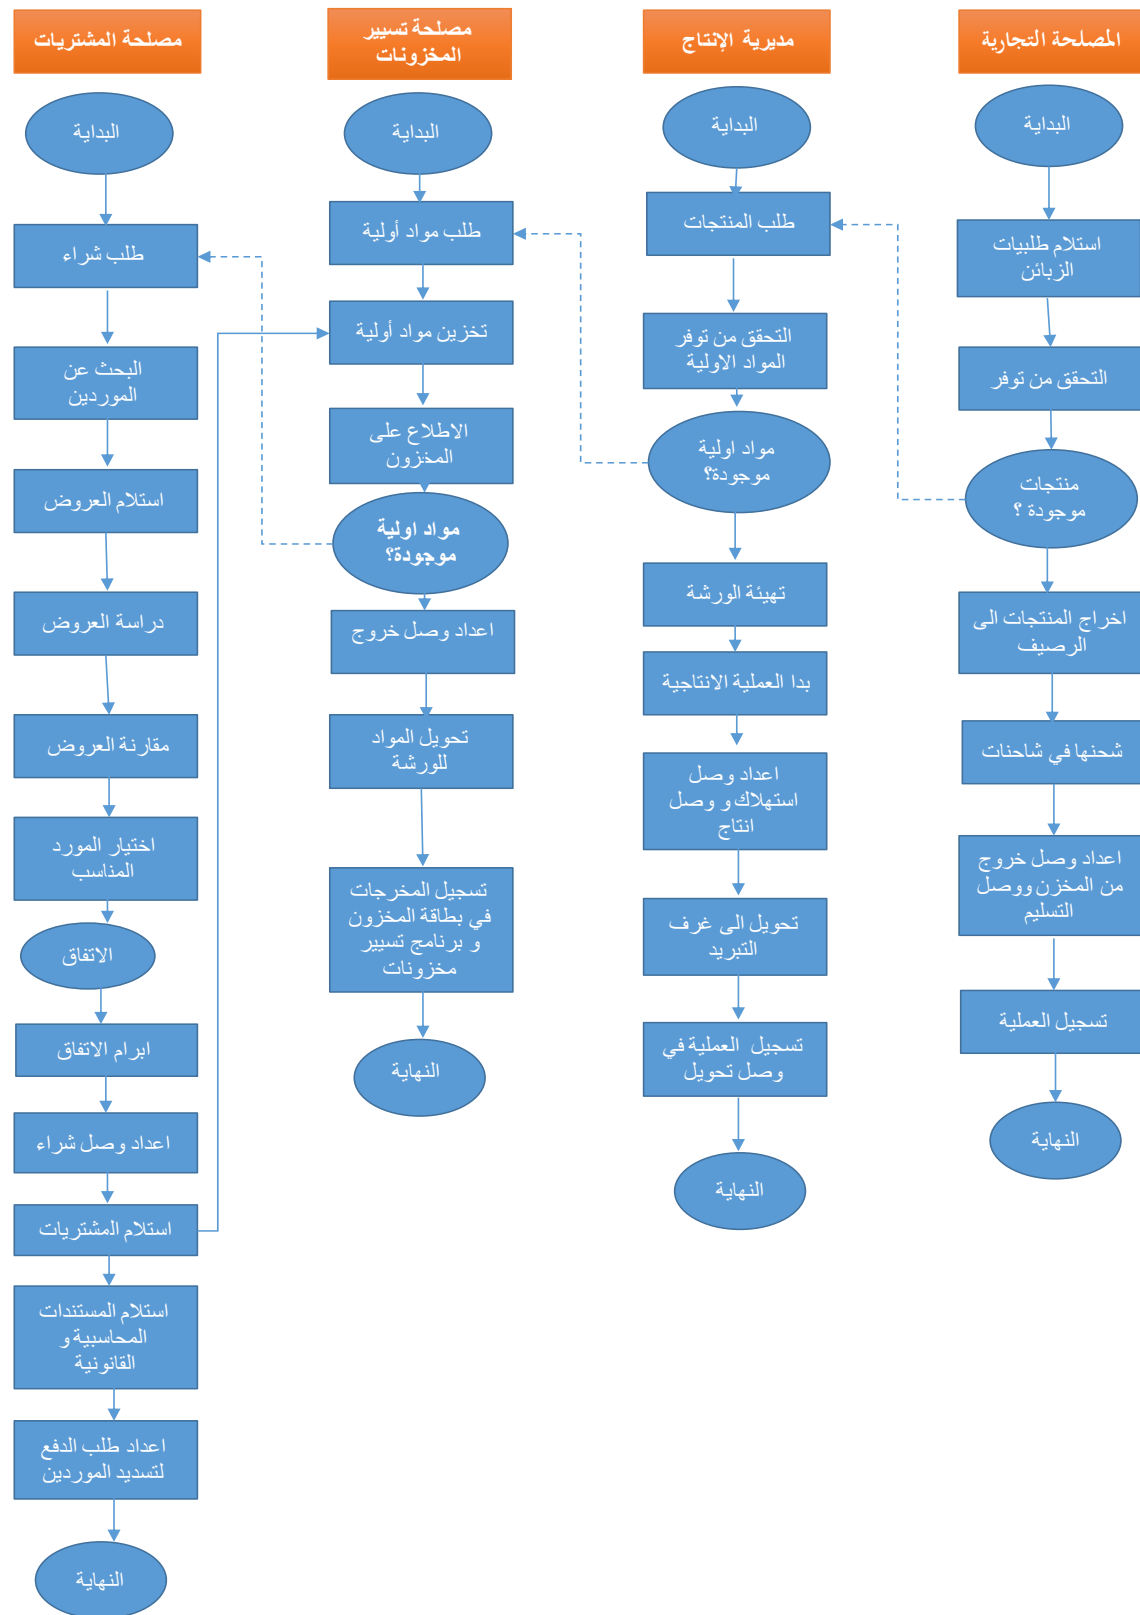 المصلحة التجارية
البداية
استلام طلبيات
الزبائن
التحقق من توفر
منتجات
موجودة ؟
اخراج المنتجات الى
الرصيف
شحنها في شاحنات
اعداد وصل خروج
من المخزن ووصل
التسليم
تسجيل العملية
النهاية
مديرية الإنتاج
البداية
طلب المنتجات
التحقق من توفر
المواد الاولية
مواد اولية
موجودة؟
تهيئة الورشة
بدا العملية الانتاجية
اعداد وصل
استهلاك و وصل
انتاج
تحويل الى غرف
التبريد
تسجيل العملية في
وصل تحويل
النهاية
مصلحة تسيير
المخزونات
البداية
طلب مواد أولية
تخزين مواد أولية
الاطلاع على
المخزون
مواد اولية
موجودة؟
اعداد وصل خروج
تحويل المواد
للورشة
تسجيل المخرجات
في بطاقة المخزون
و برنامج تسيير
مخزونات
النهاية
مصلحة المشتريات
البداية
طلب شراء
البحث عن
الموردين
استلام العروض
دراسة العروض
مقارنة العروض
اختيار المورد
المناسب
الاتفاق
ابرام الاتفاق
اعداد وصل شراء
استلام المشتريات
استلام المستندات
المحاسبية و
القانونية
اعداد طلب الدفع
لتسديد الموردين
النهاية